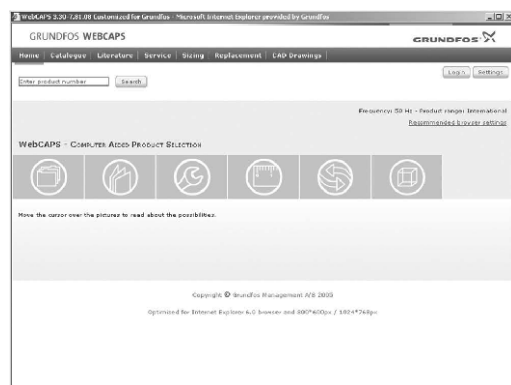 WebCAPS 3.30-7.81.08 Customized for Grundfos - Microsoft Internet Explorer provided by Grundfos
GRUNDFOS WEBCAPS
GRUNDFOS
Home Catalogue Literature Service Sizing Replacement CAD Drawings
Login Settings
Enter product number Search
Frequency: 50 Hz - Product range: International
Recommended browser settings
WebCAPS - Computer Aided Product Selection
Move the cursor over the pictures to read about the possibilities.
Copyright © Grundfos Management A/S 2005
Optimized for Internet Explorer 6.0 browser and 800*600px / 1024*768px